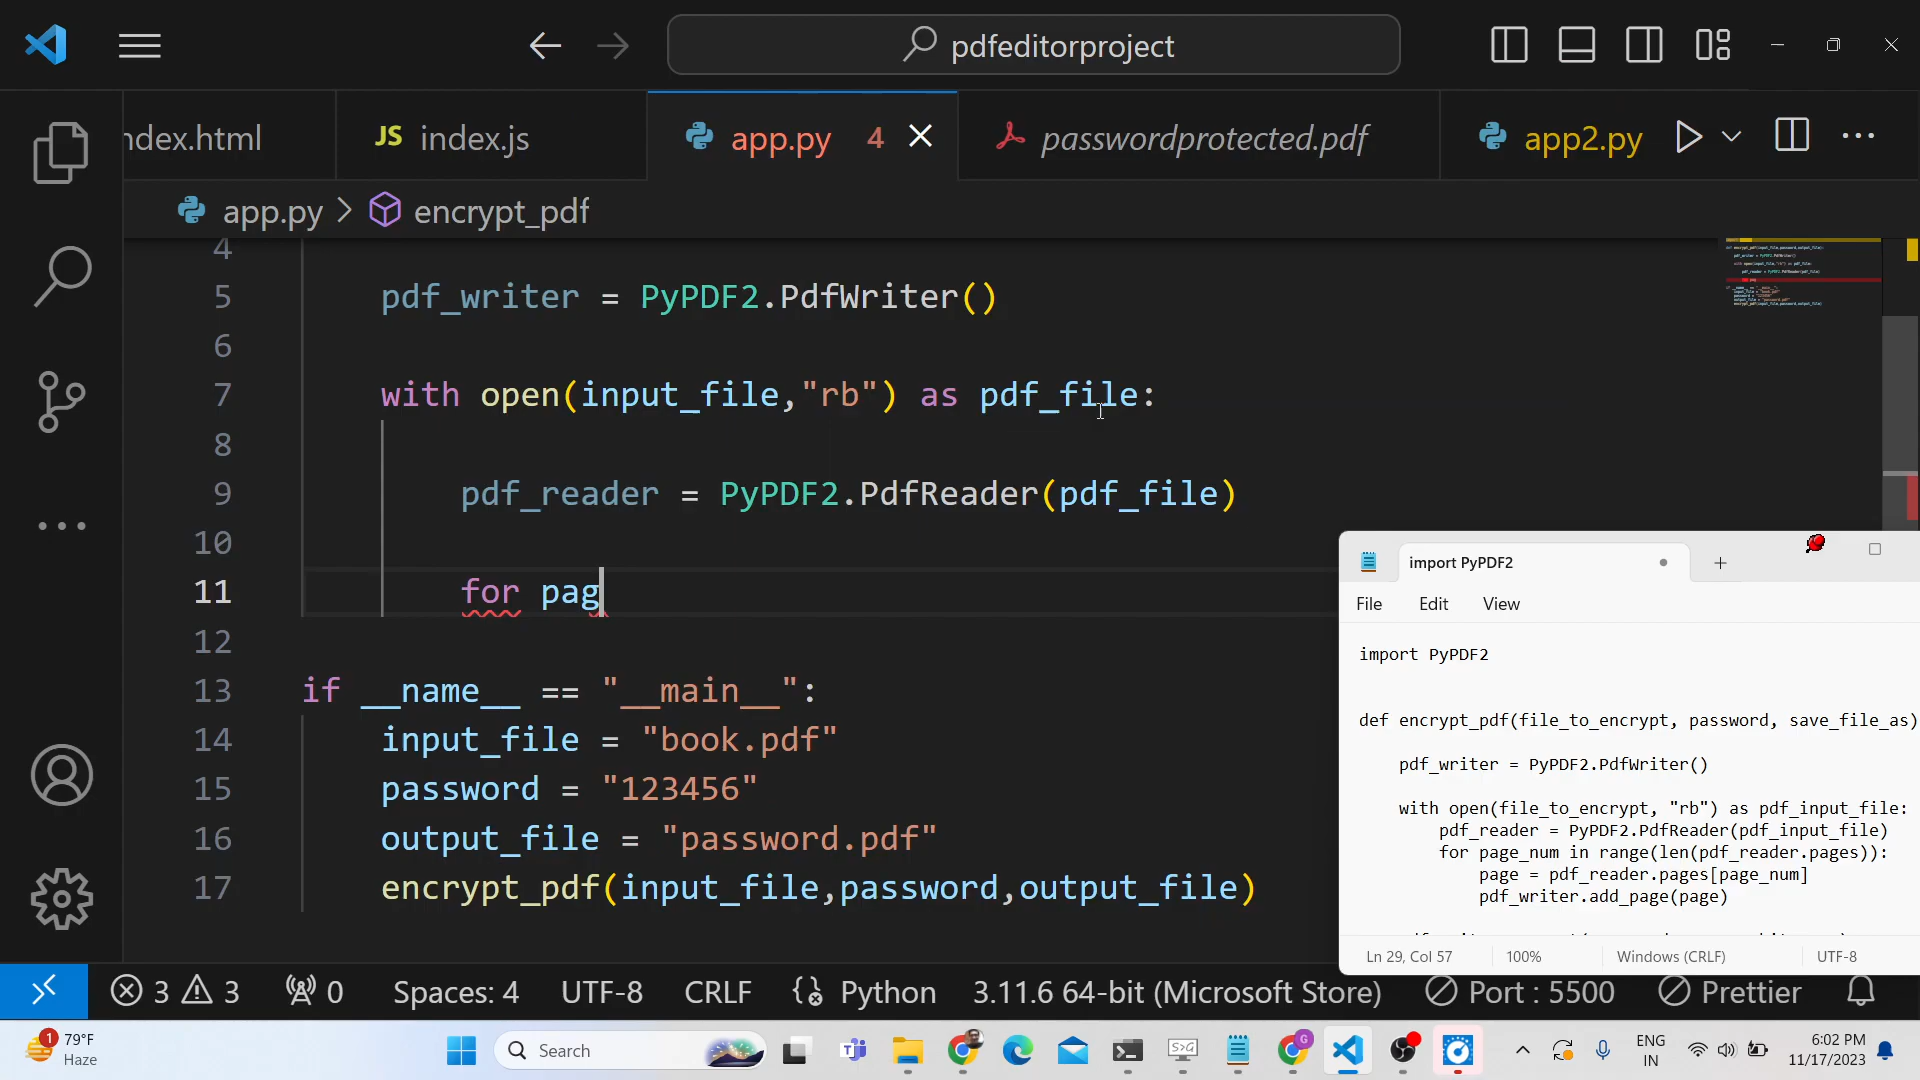 pdfeditorproject
ndex.html
JS index.js
app.py 4
passwordprotected.pdf
app2.py
app.py > encrypt_pdf
4
5 pdf_writer = PyPDF2.PdfWriter()
6
7 with open(input_file,"rb") as pdf_file:
8
9 pdf_reader = PyPDF2.PdfReader(pdf_file)
10
11 for pag
12
13 if __name__ == "__main__":
14 input_file = "book.pdf"
15 password = "123456"
16 output_file = "password.pdf"
17 encrypt_pdf(input_file,password,output_file)
import PyPDF2
File Edit View
import PyPDF2
def encrypt_pdf(file_to_encrypt, password, save_file_as)
pdf_writer = PyPDF2.PdfWriter()
with open(file_to_encrypt, "rb") as pdf_input_file:
pdf_reader = PyPDF2.PdfReader(pdf_input_file)
for page_num in range(len(pdf_reader.pages)):
page = pdf_reader.pages[page_num]
pdf_writer.add_page(page)
Ln 29, Col 57 100% Windows (CRLF) UTF-8
3 3 0 Spaces: 4 UTF-8 CRLF Python 3.11.6 64-bit (Microsoft Store) Port : 5500 Prettier
1 79°F
Haze
Search
ENG
IN
6:02 PM
11/17/2023